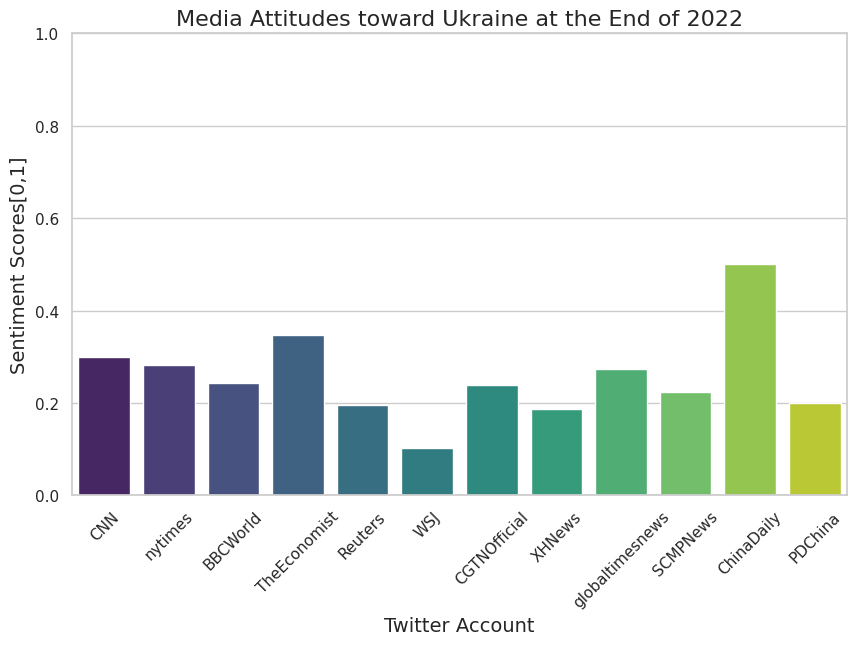 Media Attitudes toward Ukraine at the End of 2022
1.0
0.8
0.6
0.4
0.2
0.0
Sentiment Scores[0,1]
CNN
nytimes
BBCWorld
TheEconomist
Reuters
WSJ
CGTNOfficial
XHNews
globaltimesnews
SCMPNews
ChinaDaily
PDChina
Twitter Account